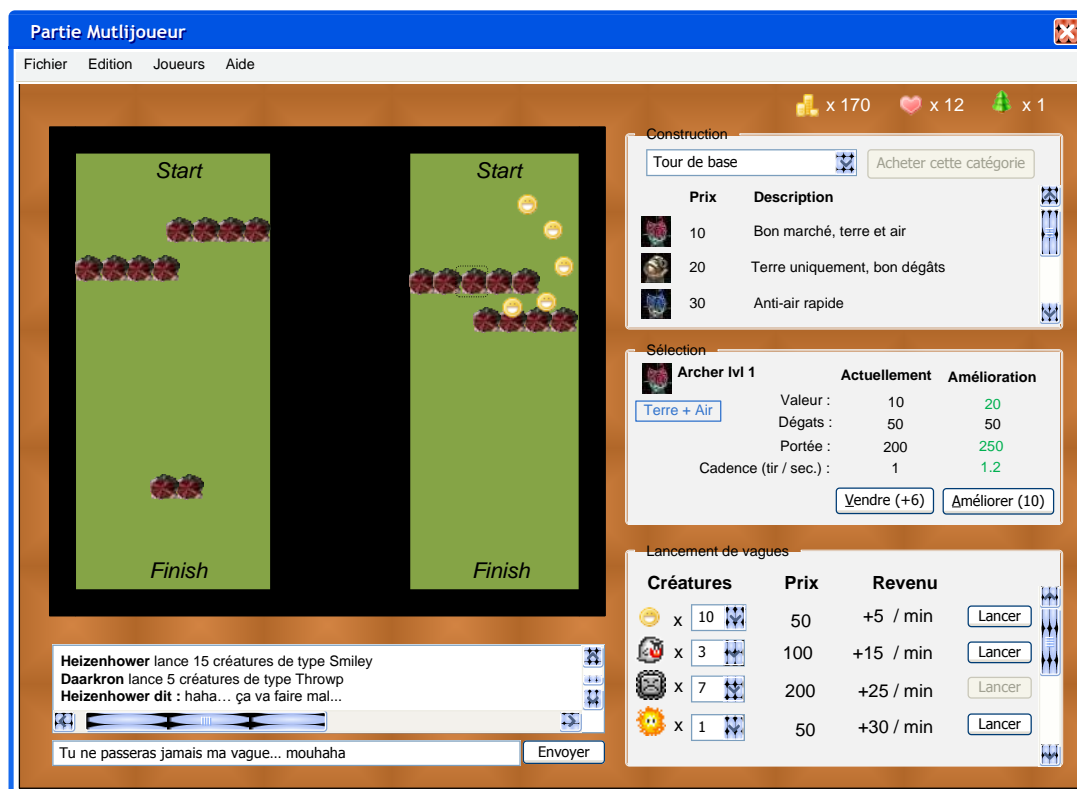 Partie Mutlijoueur
Fichier Edition Joueurs Aide
x 170 x 12 x 1
Start
Start
Finish
Finish
Construction
Tour de base Acheter cette catégorie
Prix Description
10 Bon marché, terre et air
20 Terre uniquement, bon dégâts
30 Anti-air rapide
Sélection
Archer lvl 1 Actuellement Amélioration
Terre + Air
Valeur : 10 20
Dégats : 50 50
Portée : 200 250
Cadence (tir / sec.) : 1 1.2
Vendre (+6) Améliorer (10)
Lancement de vagues
Créatures Prix Revenu
x 10 50 +5 / min Lancer
x 3 100 +15 / min Lancer
x 7 200 +25 / min Lancer
x 1 50 +30 / min Lancer
Heizenhower lance 15 créatures de type Smiley
Daarkron lance 5 créatures de type Throwp
Heizenhower dit : haha… ça va faire mal...
Tu ne passeras jamais ma vague... mouhaha Envoyer